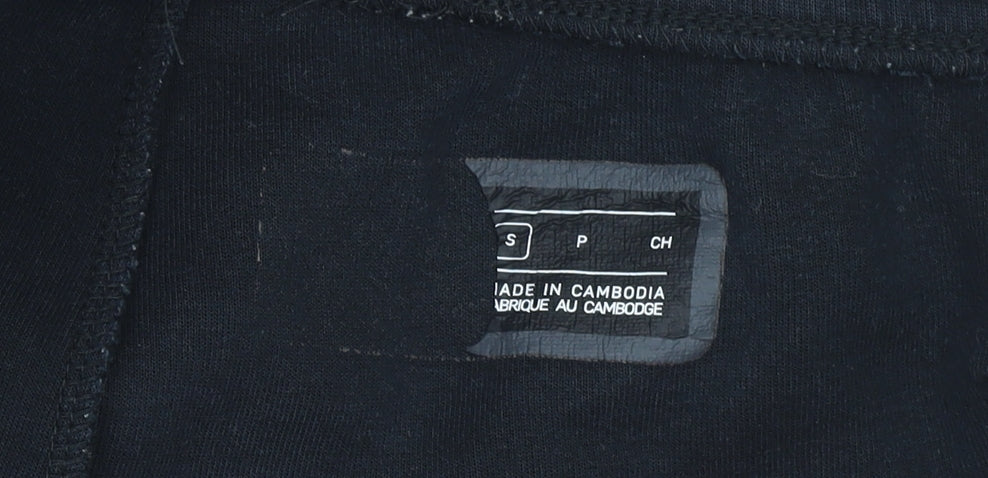 S P CH
IN CAMBODIA
AU CAMBODGE